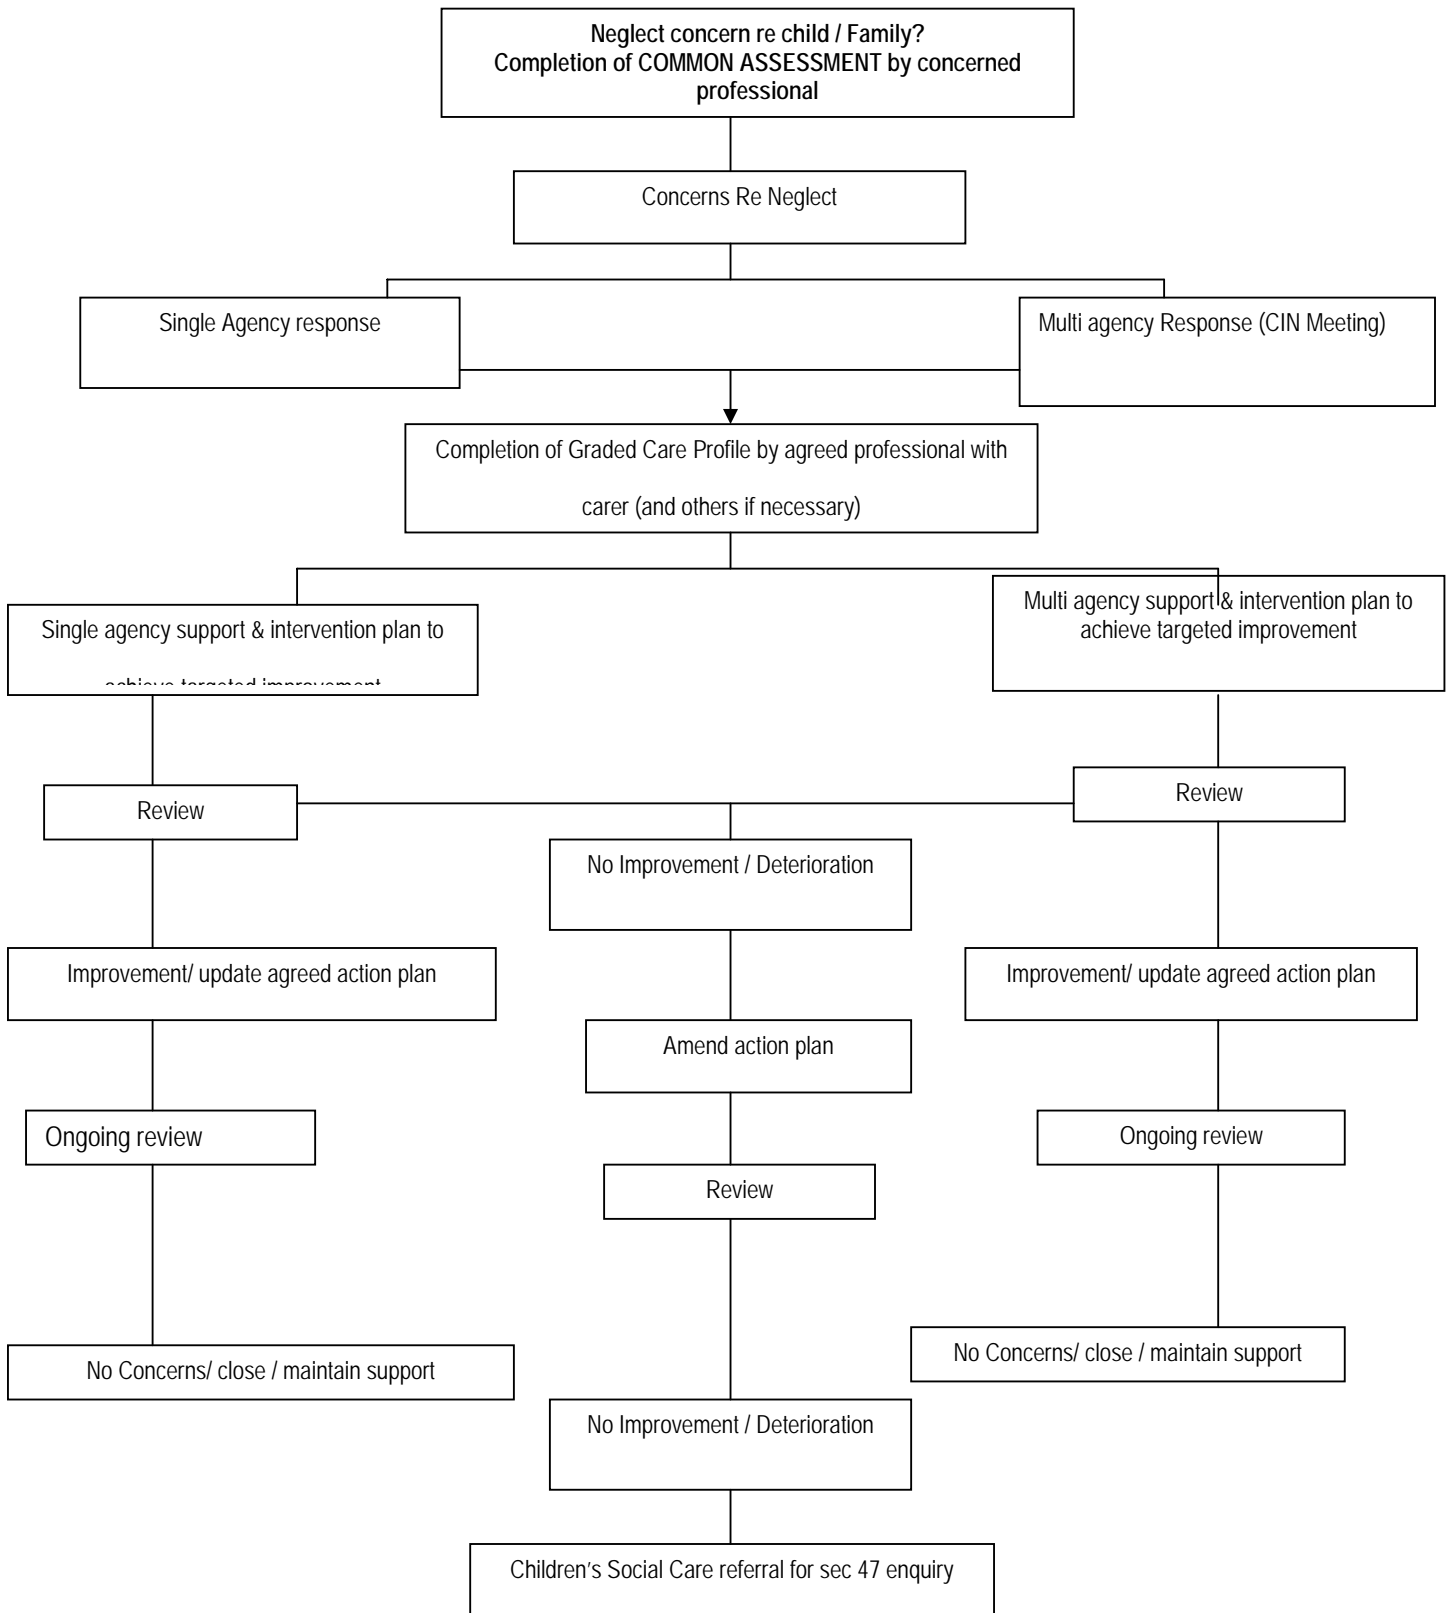 Neglect concern re child / Family?
Completion of COMMON ASSESSMENT by concerned
professional
Concerns Re Neglect
Single Agency response
Multi agency Response (CIN Meeting)
Completion of Graded Care Profile by agreed professional with
carer (and others if necessary)
Single agency support & intervention plan to
achieve targeted improvement
Multi agency support & intervention plan to
achieve targeted improvement
Review
Review
No Improvement / Deterioration
Improvement/ update agreed action plan
Improvement/ update agreed action plan
Amend action plan
Ongoing review
Ongoing review
Review
No Concerns/ close / maintain support
No Concerns/ close / maintain support
No Improvement / Deterioration
Children's Social Care referral for sec 47 enquiry